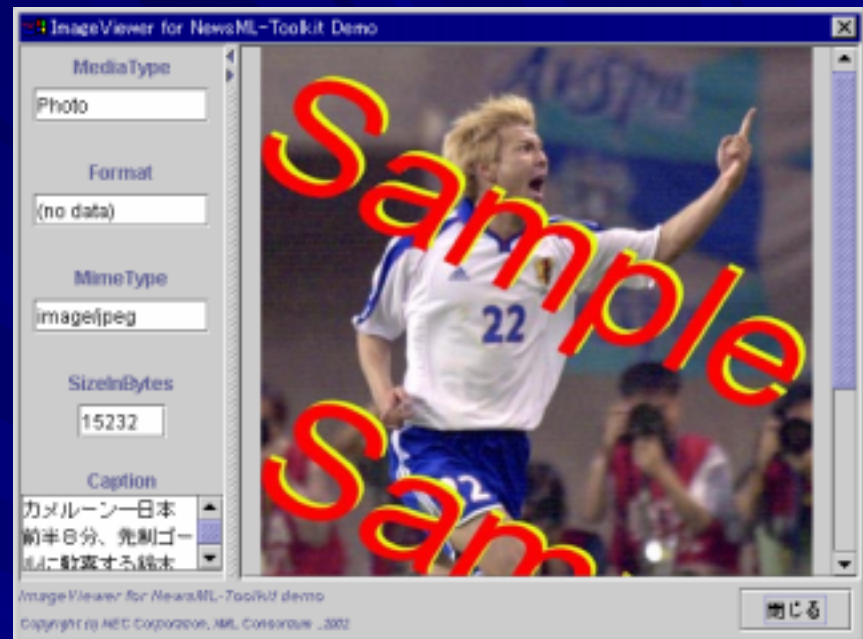 ImageViewer for NewsML-Toolkit Demo
MediaType
Photo
Format
(no data)
MimeType
image/jpeg
SizeInBytes
15232
Caption
カメルーン―日本
前半8分、先制ゴー
ルに歓喜する鈴木
Sample
22
22
Sam
ImageViewer for NewsML-Toolkit demo
Copyright by NEC Corporation, XML Consortium ,2002
閉じる